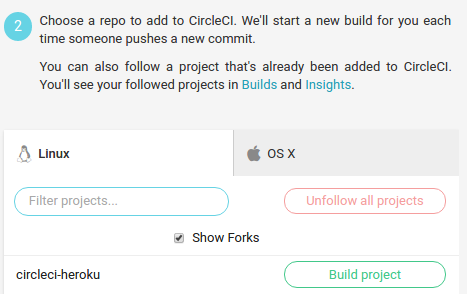 2
Choose a repo to add to CircleCI. We'll start a new build for you each
time someone pushes a new commit.
You can also follow a project that's already been added to CircleCI.
You'll see your followed projects in Builds and Insights.
Linux
OS X
Filter projects...
Unfollow all projects
Show Forks
circleci-heroku
Build project